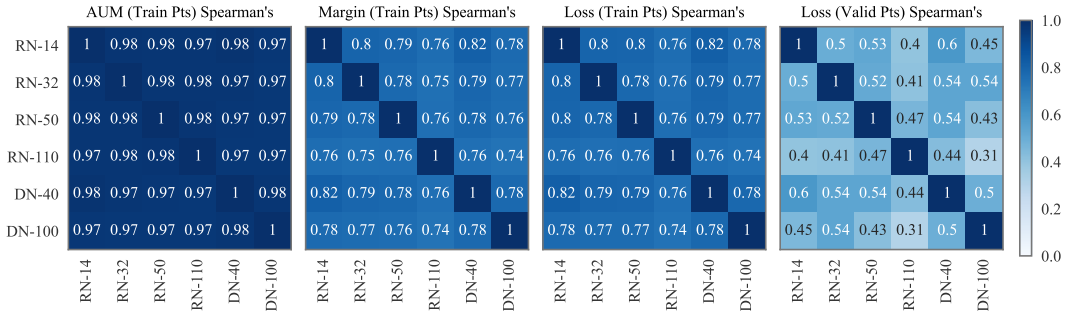 AUM (Train Pts) Spearman's Margin (Train Pts) Spearman's Loss (Train Pts) Spearman's Loss (Valid Pts) Spearman's
RN-14 1 0.98 0.98 0.97 0.98 0.97 1 0.8 0.79 0.76 0.82 0.78 1 0.8 0.8 0.76 0.82 0.78 1 0.5 0.53 0.4 0.6 0.45 1.0
RN-32 0.98 1 0.98 0.98 0.97 0.97 0.8 1 0.78 0.75 0.79 0.77 0.8 1 0.78 0.76 0.79 0.77 0.5 1 0.52 0.41 0.54 0.54 0.8
RN-50 0.98 0.98 1 0.98 0.97 0.97 0.79 0.78 1 0.76 0.78 0.76 0.8 0.78 1 0.76 0.79 0.77 0.53 0.52 1 0.47 0.54 0.43 0.6
RN-110 0.97 0.98 0.98 1 0.97 0.97 0.76 0.75 0.76 1 0.76 0.74 0.76 0.76 0.76 1 0.76 0.74 0.4 0.41 0.47 1 0.44 0.31 0.4
DN-40 0.98 0.97 0.97 0.97 1 0.98 0.82 0.79 0.78 0.76 1 0.78 0.82 0.79 0.79 0.76 1 0.78 0.6 0.54 0.54 0.44 1 0.5 0.2
DN-100 0.97 0.97 0.97 0.97 0.98 1 0.78 0.77 0.76 0.74 0.78 1 0.78 0.77 0.77 0.74 0.78 1 0.45 0.54 0.43 0.31 0.5 1 0.0
RN-14 RN-32 RN-50 RN-110 DN-40 DN-100 RN-14 RN-32 RN-50 RN-110 DN-40 DN-100 RN-14 RN-32 RN-50 RN-110 DN-40 DN-100 RN-14 RN-32 RN-50 RN-110 DN-40 DN-100